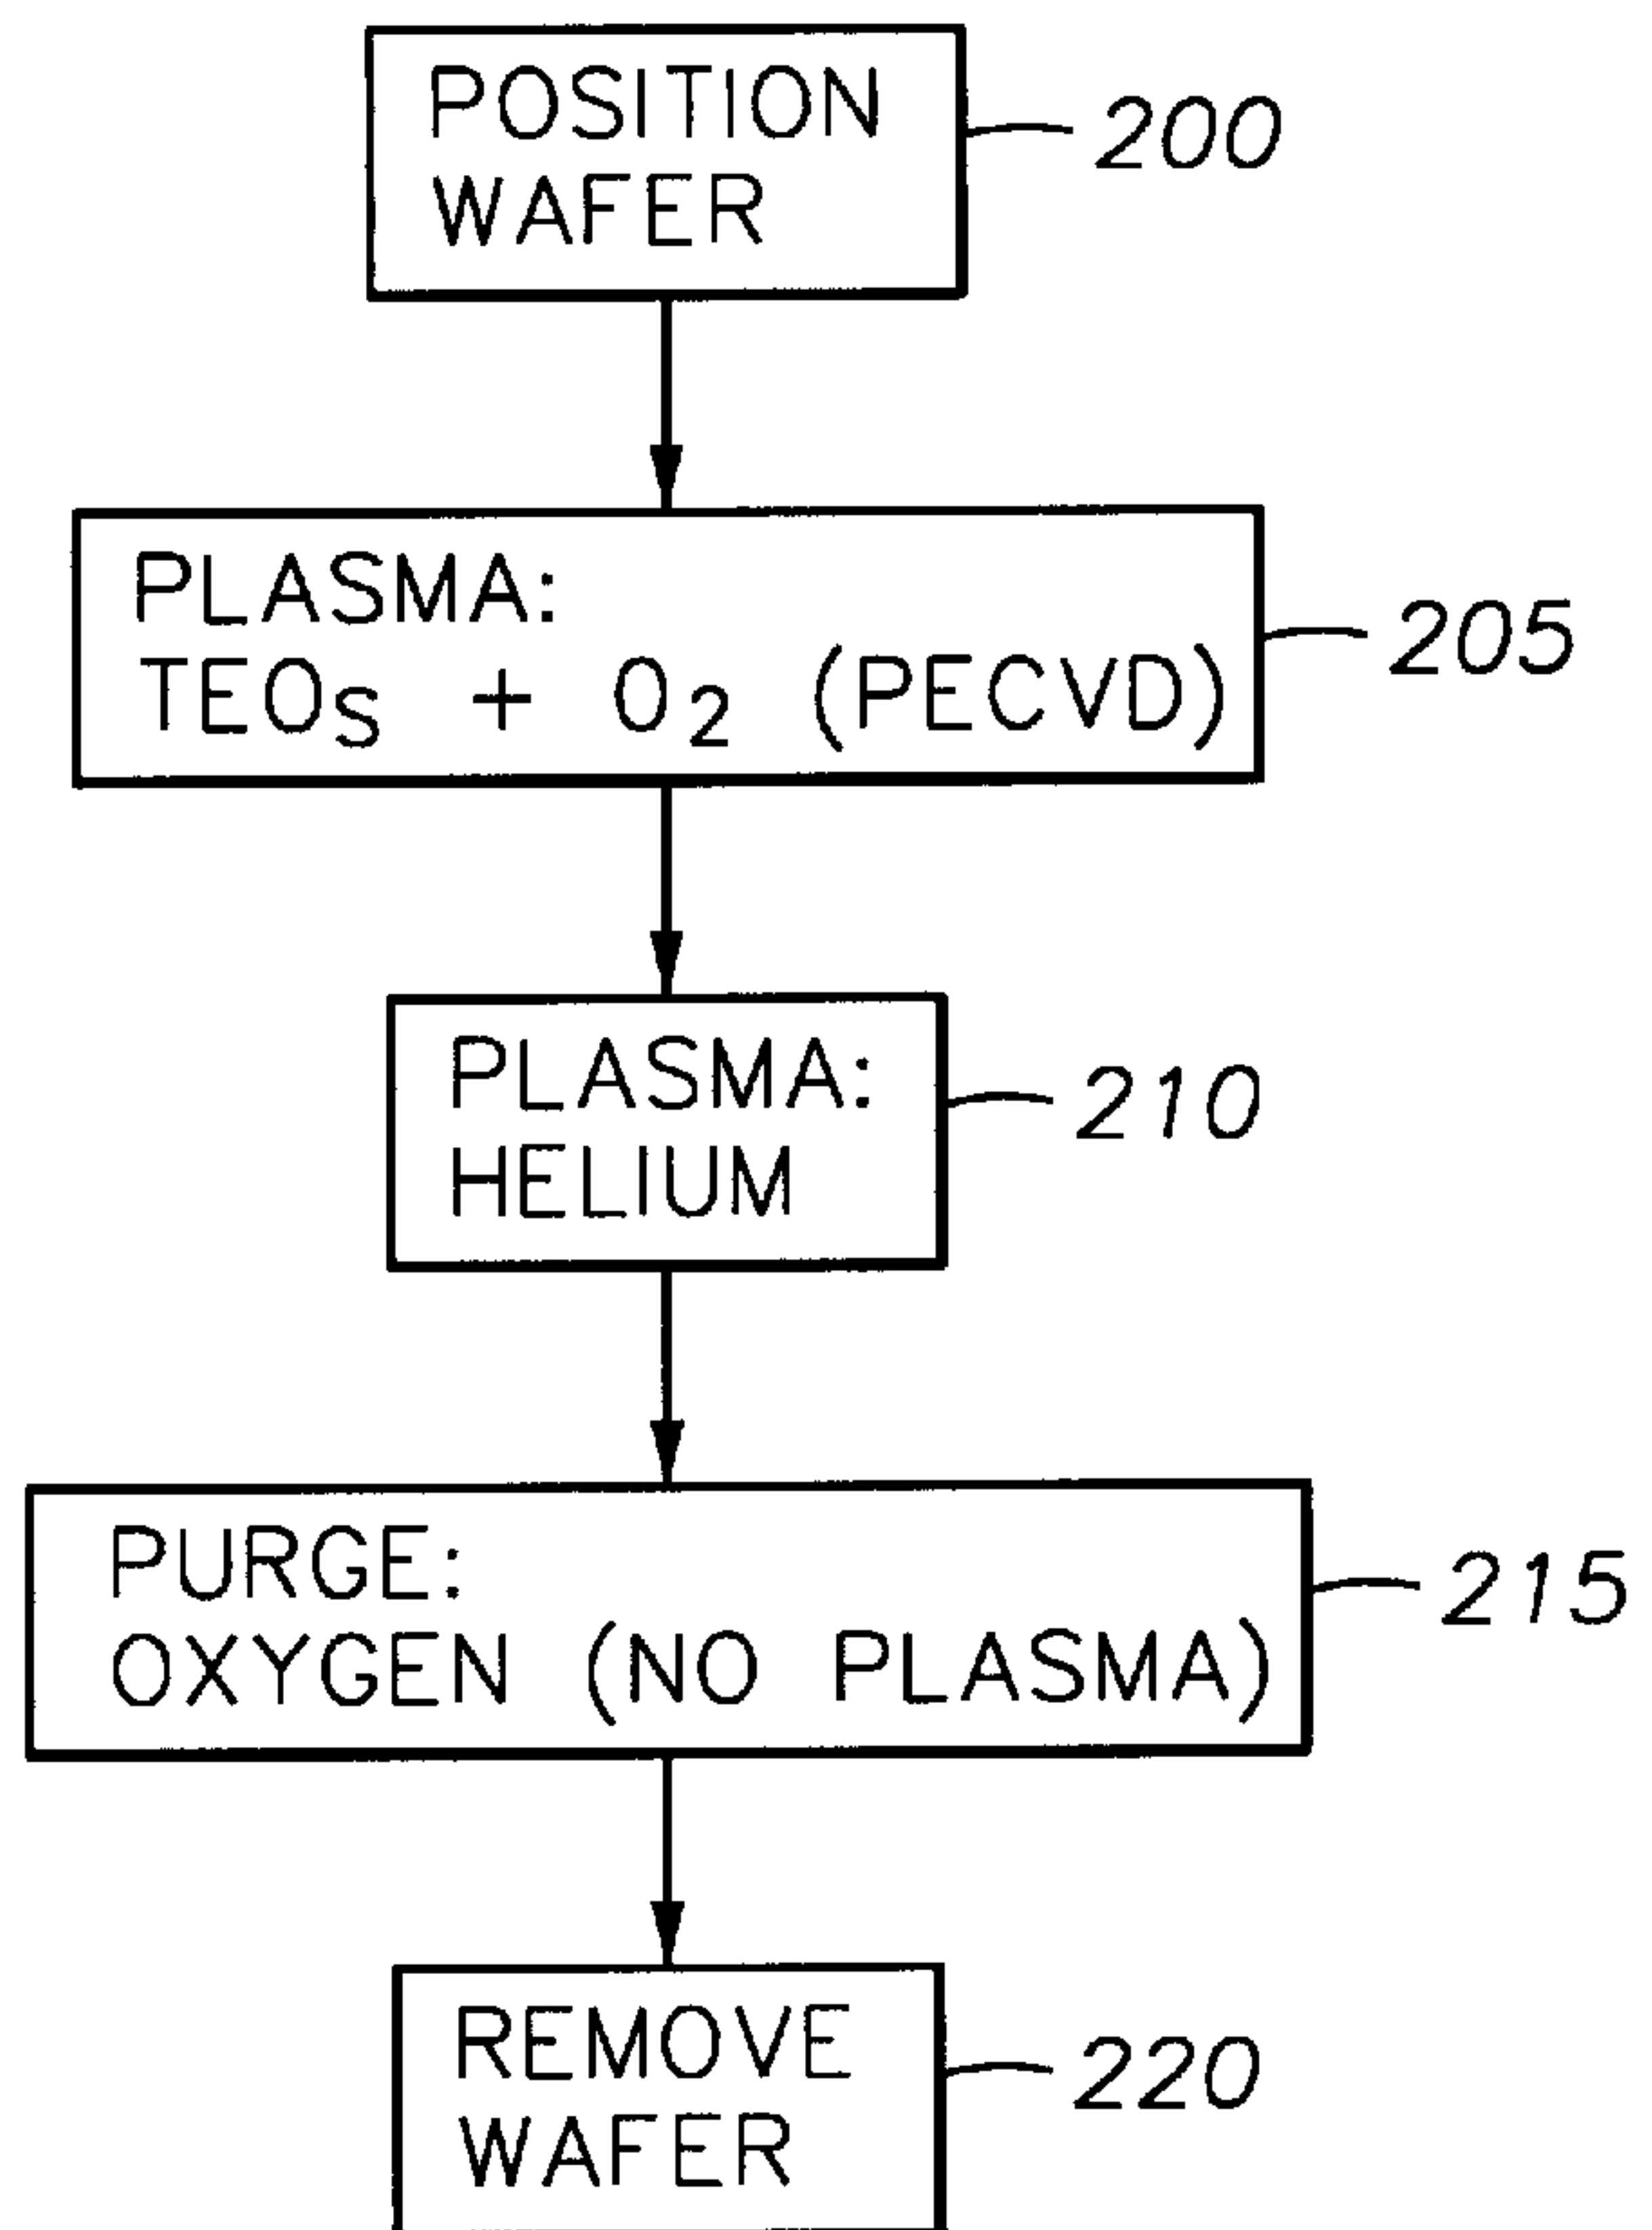 POSITION
WAFER
200
PLASMA:
TEOS + O2 (PECVD)
205
PLASMA:
HELIUM
210
PURGE:
OXYGEN (NO PLASMA)
215
REMOVE
WAFER
220